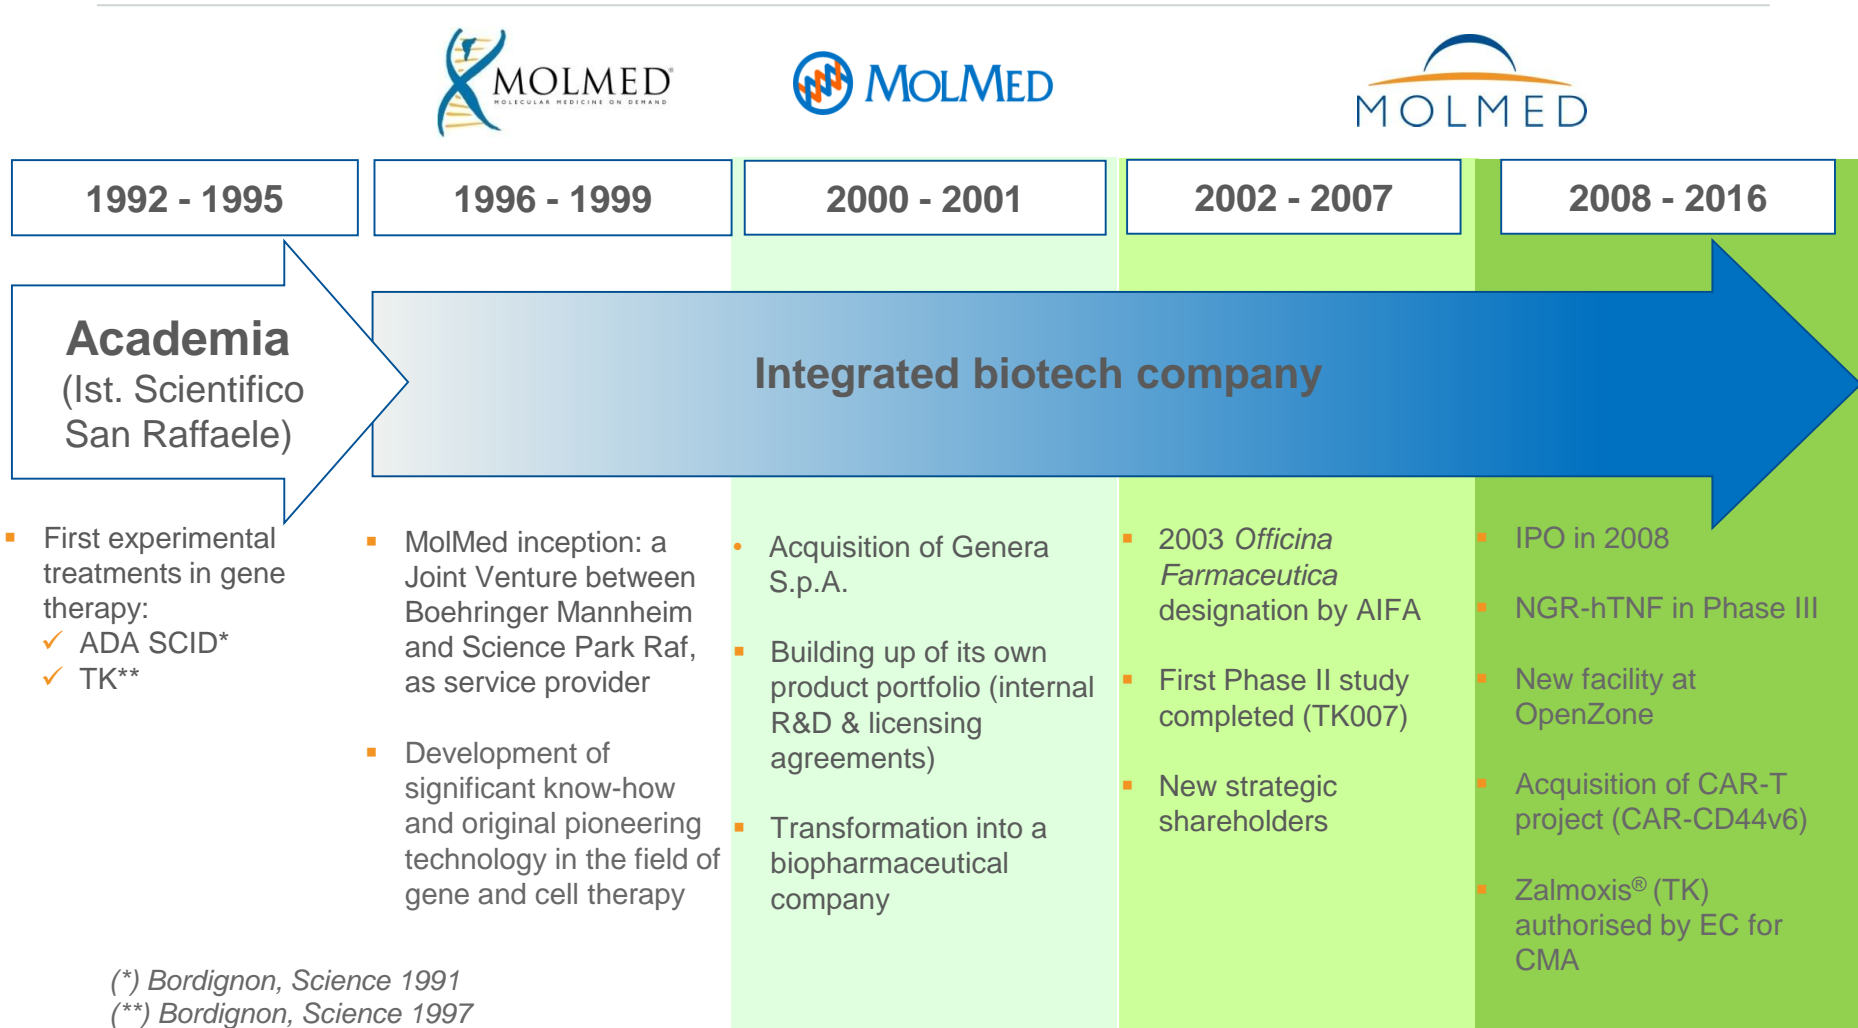 MOLMED®
MOLECULAR MEDICINE ON DEMAND
MOLMED
MOLMED
1992 - 1995
1996 - 1999
2000 - 2001
2002 - 2007
2008 - 2016
Academia
(Ist. Scientifico
San Raffaele)
Integrated biotech company
▪ First experimental
treatments in gene
therapy:
✓ ADA SCID*
✓ TK**
▪ MolMed inception: a
Joint Venture between
Boehringer Mannheim
and Science Park Raf,
as service provider
▪ Development of
significant know-how
and original pioneering
technology in the field of
gene and cell therapy
• Acquisition of Genera
S.p.A.
▪ Building up of its own
product portfolio (internal
R&D & licensing
agreements)
▪ Transformation into a
biopharmaceutical
company
▪ 2003 Officina
Farmaceutica
designation by AIFA
▪ First Phase II study
completed (TK007)
▪ New strategic
shareholders
▪ IPO in 2008
▪ NGR-hTNF in Phase III
▪ New facility at
OpenZone
▪ Acquisition of CAR-T
project (CAR-CD44v6)
▪ Zalmoxis® (TK)
authorised by EC for
CMA
(*) Bordignon, Science 1991
(**) Bordignon, Science 1997